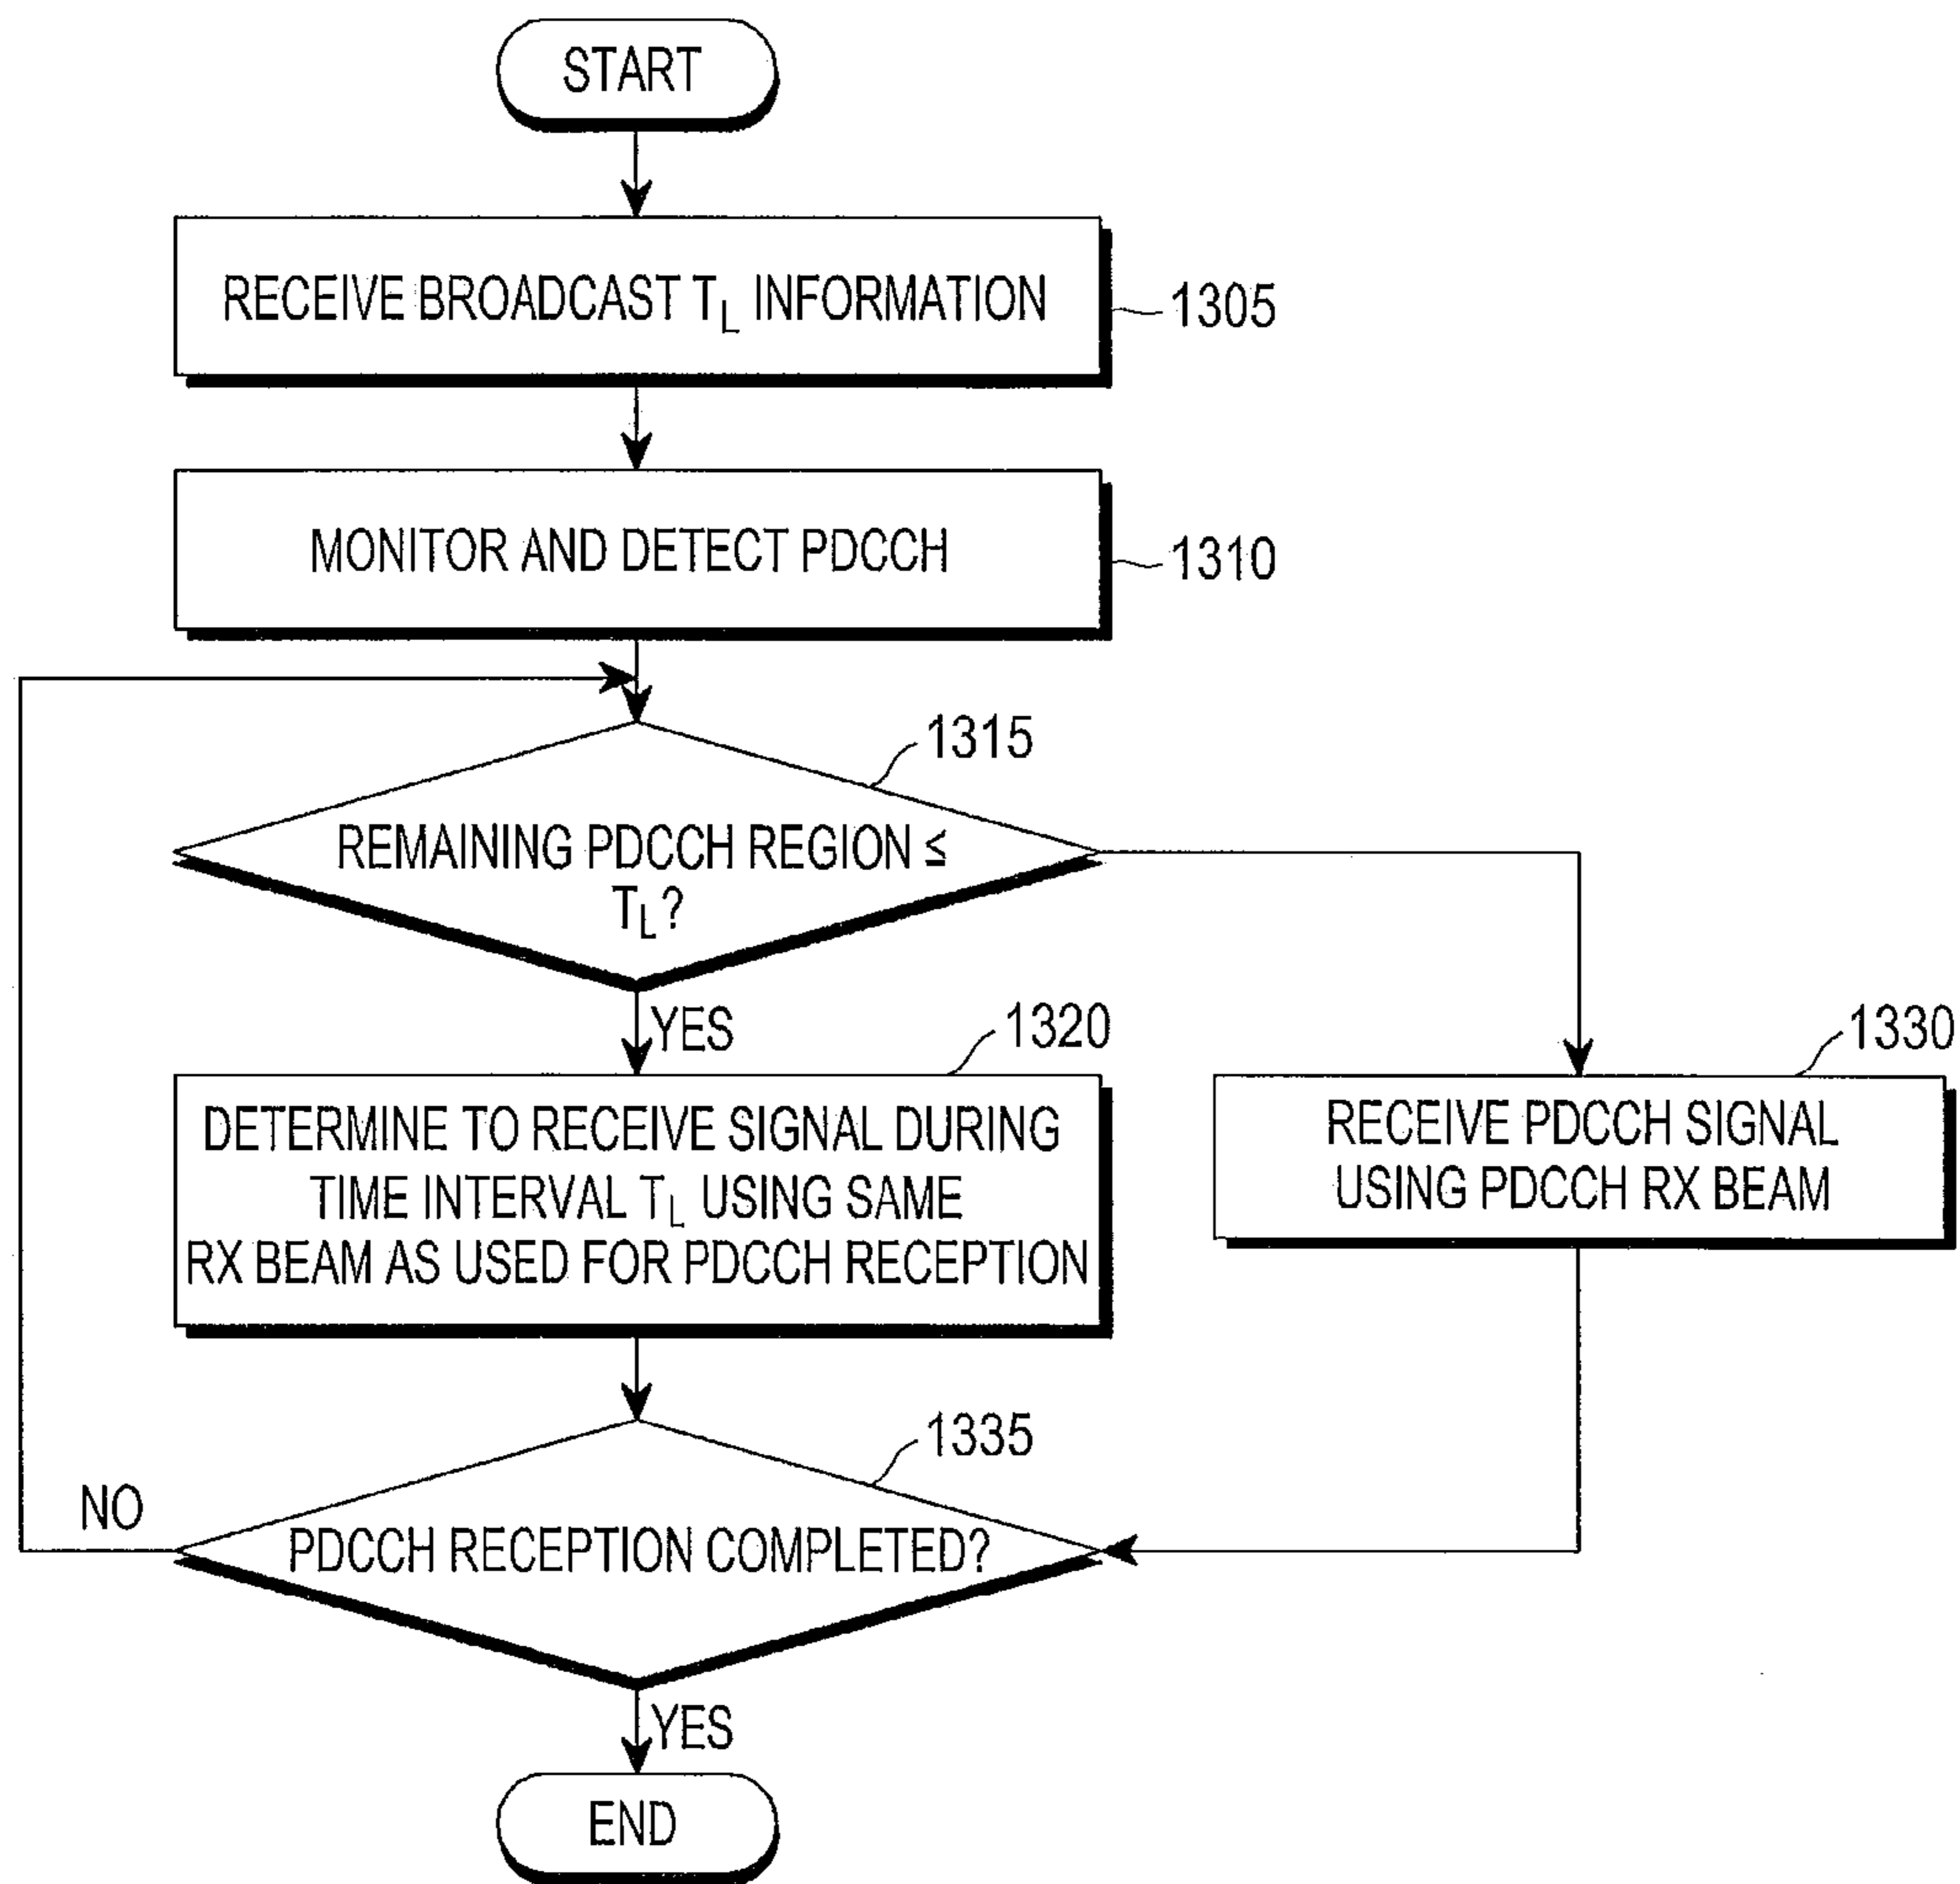 START
RECEIVE BROADCAST TL INFORMATION
1305
MONITOR AND DETECT PDCCH
1310
1315
REMAINING PDCCH REGION ≤
TL?
YES
1320
DETERMINE TO RECEIVE SIGNAL DURING
TIME INTERVAL TL USING SAME
RX BEAM AS USED FOR PDCCH RECEPTION
1330
RECEIVE PDCCH SIGNAL
USING PDCCH RX BEAM
1335
NO
PDCCH RECEPTION COMPLETED?
YES
END